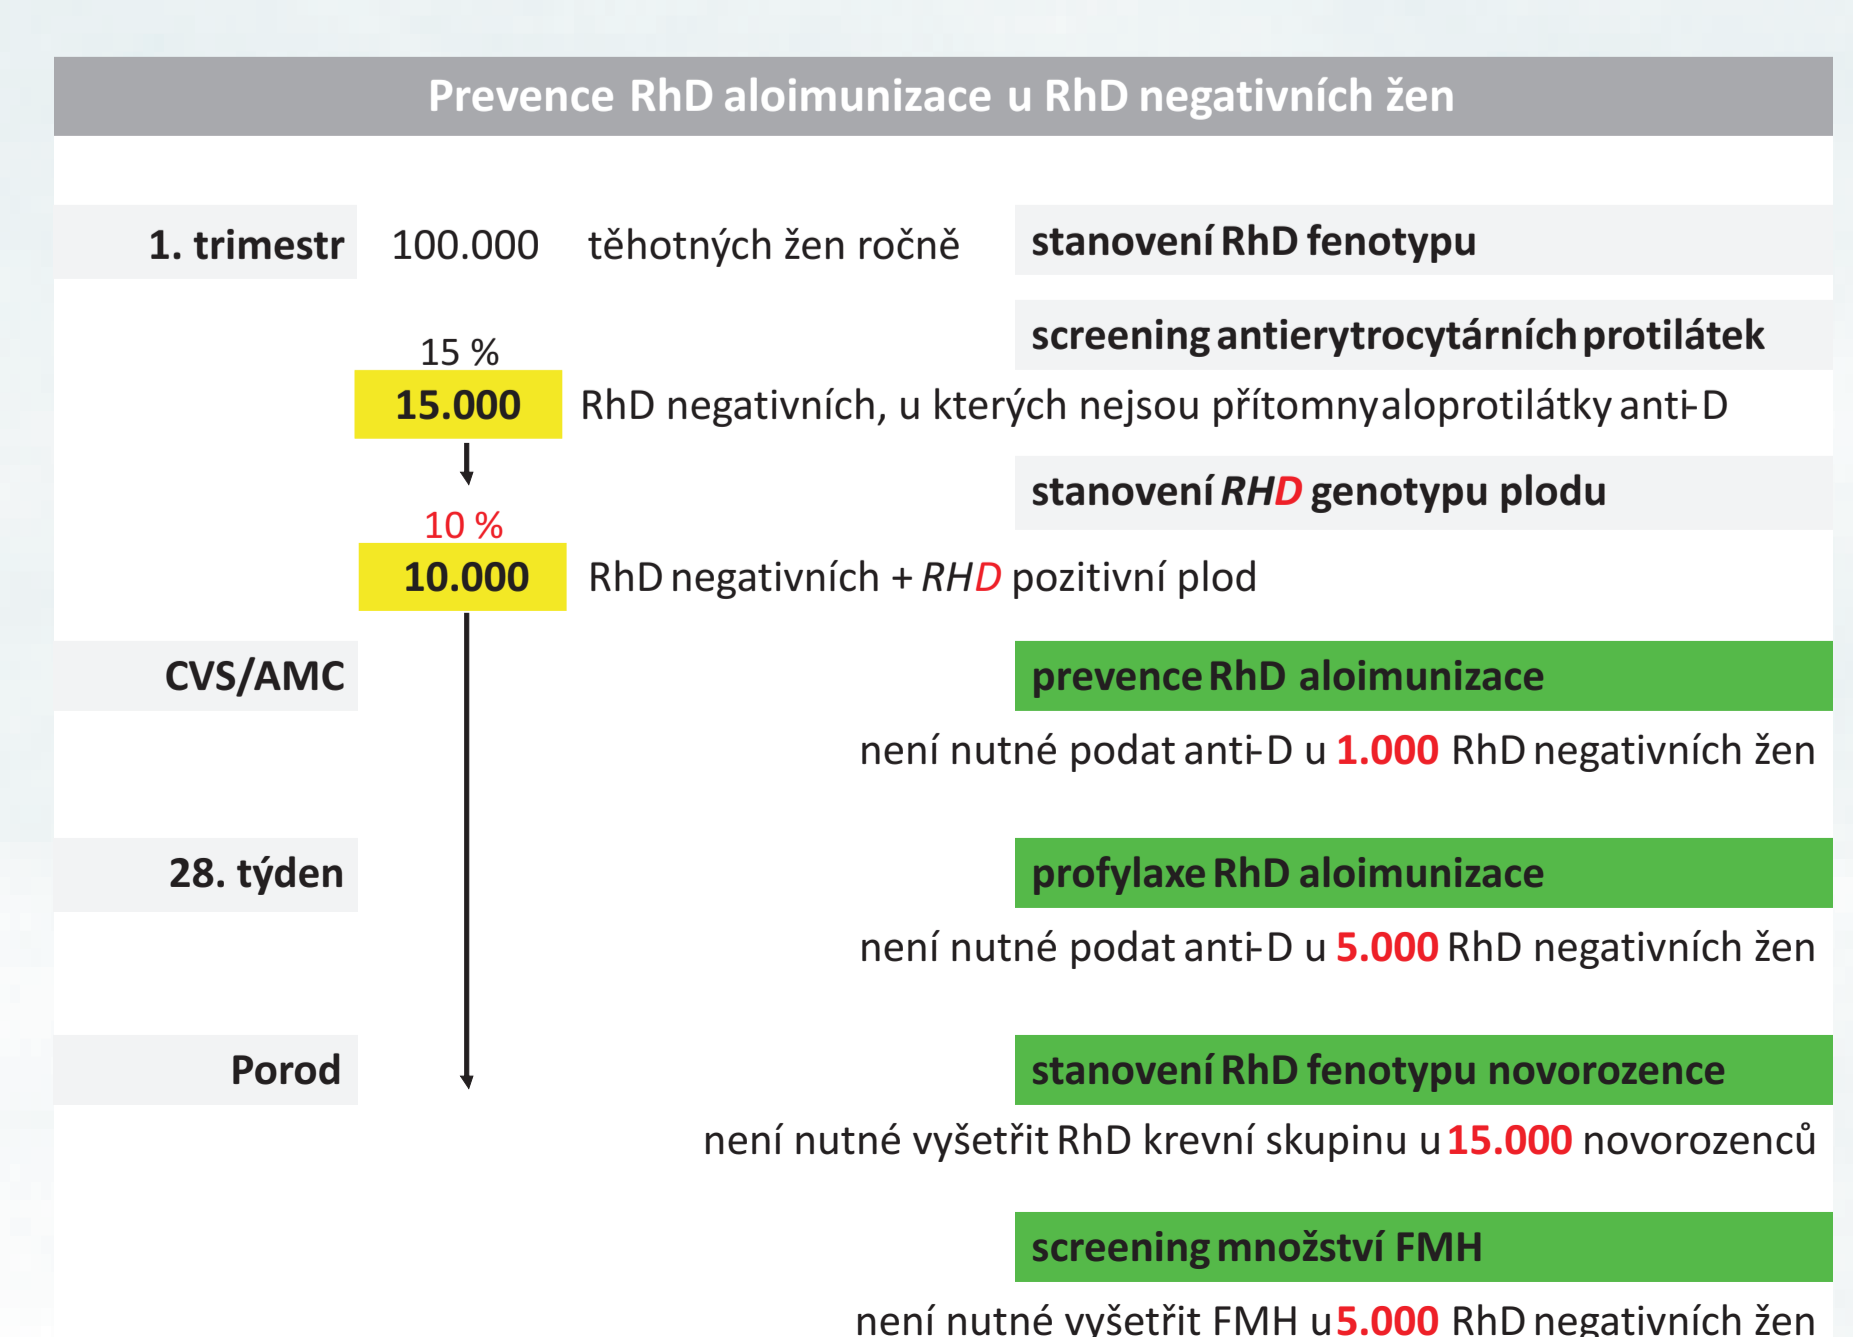 Prevence RhD aloimunizace u RhD negativních žen
1. trimestr 100.000 těhotných žen ročně stanovení RhD fenotypu
screening antierytrocytárních protilátek
15 %
15.000 RhD negativních, u kterých nejsou přítomny aloprotilátky anti-D
stanovení RHD genotypu plodu
10 %
10.000 RhD negativních + RHD pozitivní plod
CVS/AMC prevence RhD aloimunizace
není nutné podat anti-D u 1.000 RhD negativních žen
28. týden profylaxe RhD aloimunizace
není nutné podat anti-D u 5.000 RhD negativních žen
Porod stanovení RhD fenotypu novorozence
není nutné vyšetřit RhD krevní skupinu u 15.000 novorozenců
screening množství FMH
není nutné vyšetřit FMH u 5.000 RhD negativních žen